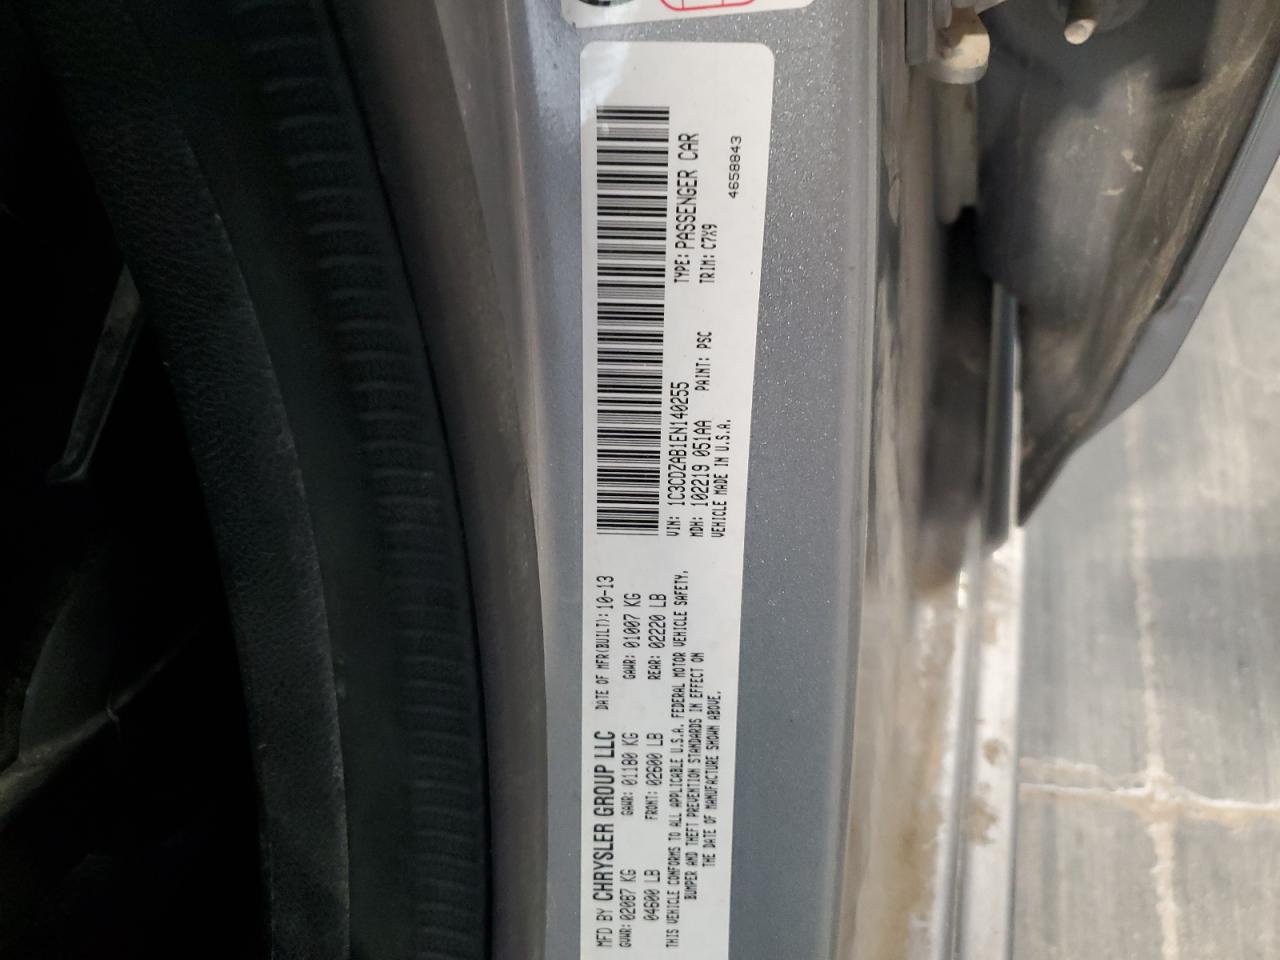 MFD BY CHRYSLER GROUP LLC DATE OF MFR(BUILT): 10-13
GVWR: 02087 KG GAWR: 01180 KG GAWR: 01007 KG
04600 LB FRONT: 02600 LB REAR: 02220 LB
THIS VEHICLE CONFORMS TO ALL APPLICABLE U.S.A. FEDERAL MOTOR VEHICLE SAFETY,
BUMPER AND THEFT PREVENTION STANDARDS IN EFFECT ON
THE DATE OF MANUFACTURE SHOWN ABOVE.
VIN: 1C3CDZAB1EN140255 TYPE: PASSENGER CAR
MDH: 102219 051AA PAINT: PSC TRIM: C7X9
VEHICLE MADE IN U.S.A. 4658843